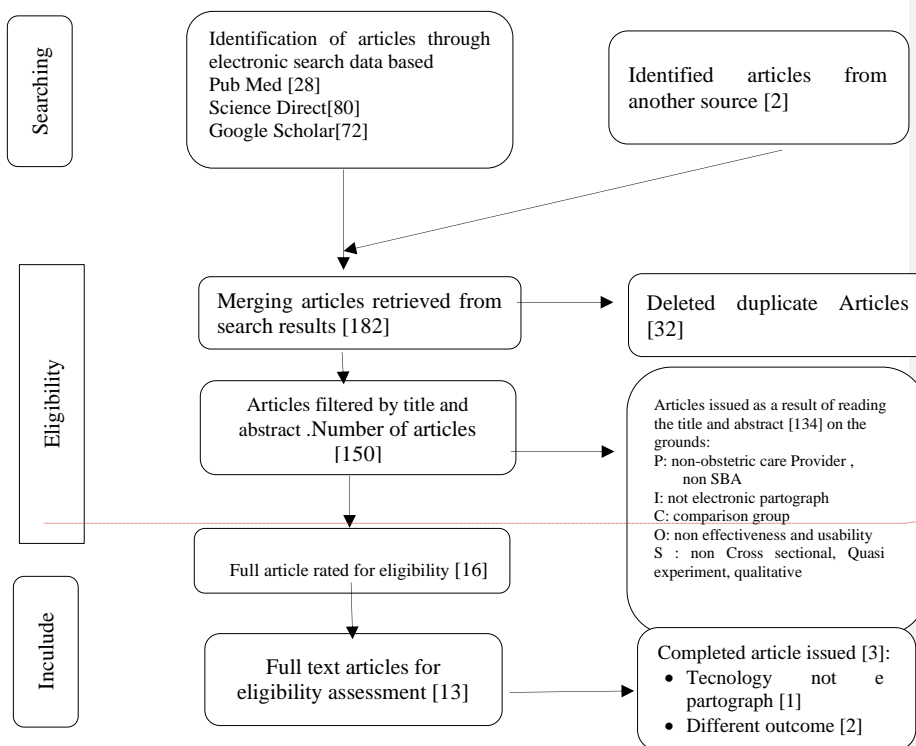 Searching
Identification of articles through
electronic search data based
Pub Med [28]
Science Direct[80]
Google Scholar[72]
Identified articles from
another source [2]
Eligibility
Merging articles retrieved from
search results [182]
Deleted duplicate Articles
[32]
Articles filtered by title and
abstract .Number of articles
[150]
Articles issued as a result of reading
the title and abstract [134] on the
grounds:
P: non-obstetric care Provider ,
non SBA
I: not electronic partograph
C: comparison group
O: non effectiveness and usability
S : non Cross sectional, Quasi
experiment, qualitative
Full article rated for eligibility [16]
Inculude
Full text articles for
eligibility assessment [13]
Completed article issued [3]:
• Tecnology not e
partograph [1]
• Different outcome [2]